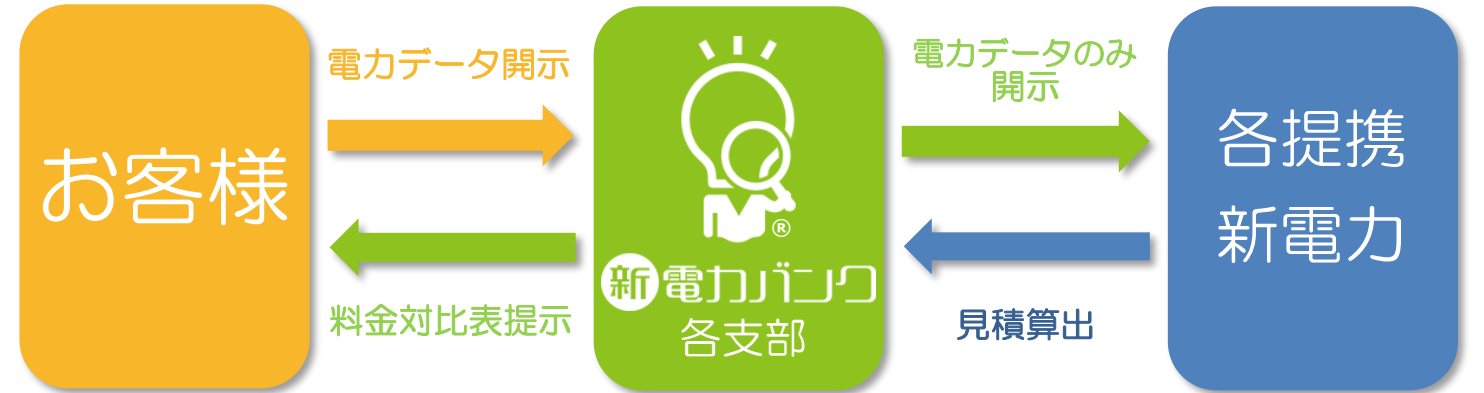 お客様
電力データ開示
料金対比表提示
®
新電力バンク
各支部
電力データのみ
開示
見積算出
各提携
新電力